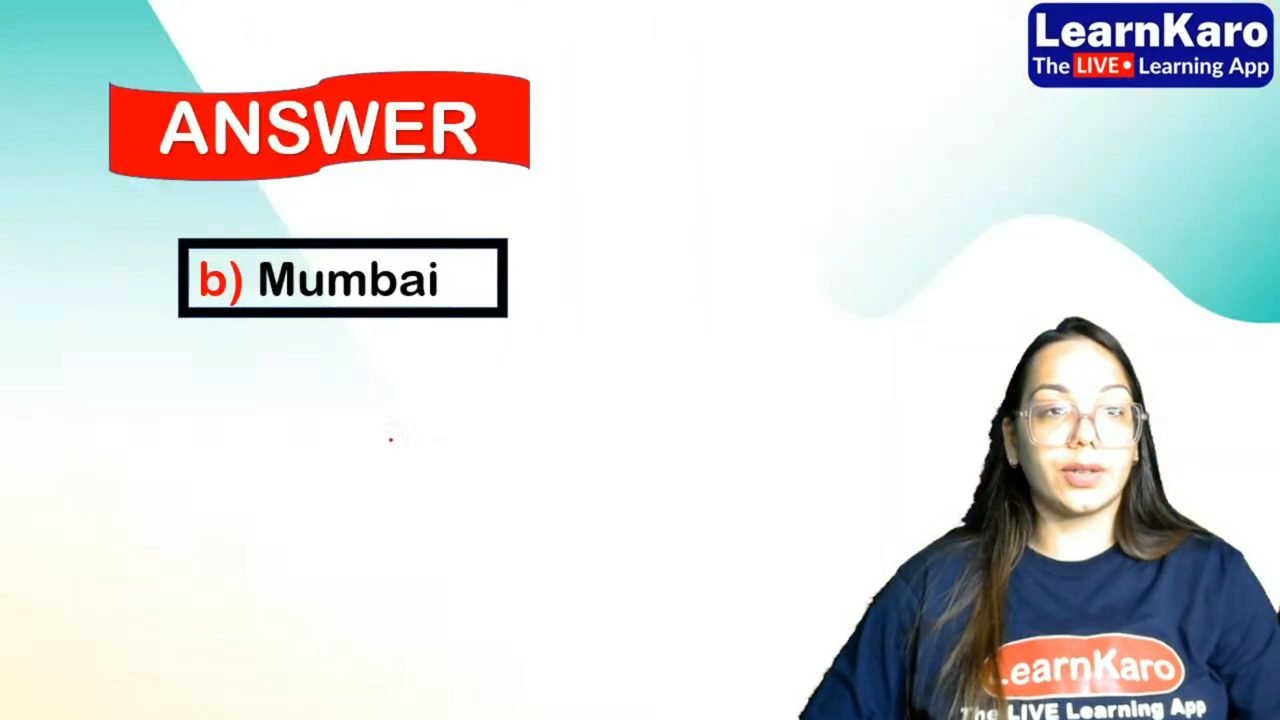 LearnKaro
The LIVE • Learning App
ANSWER
b) Mumbai
LearnKaro
The LIVE Learning App